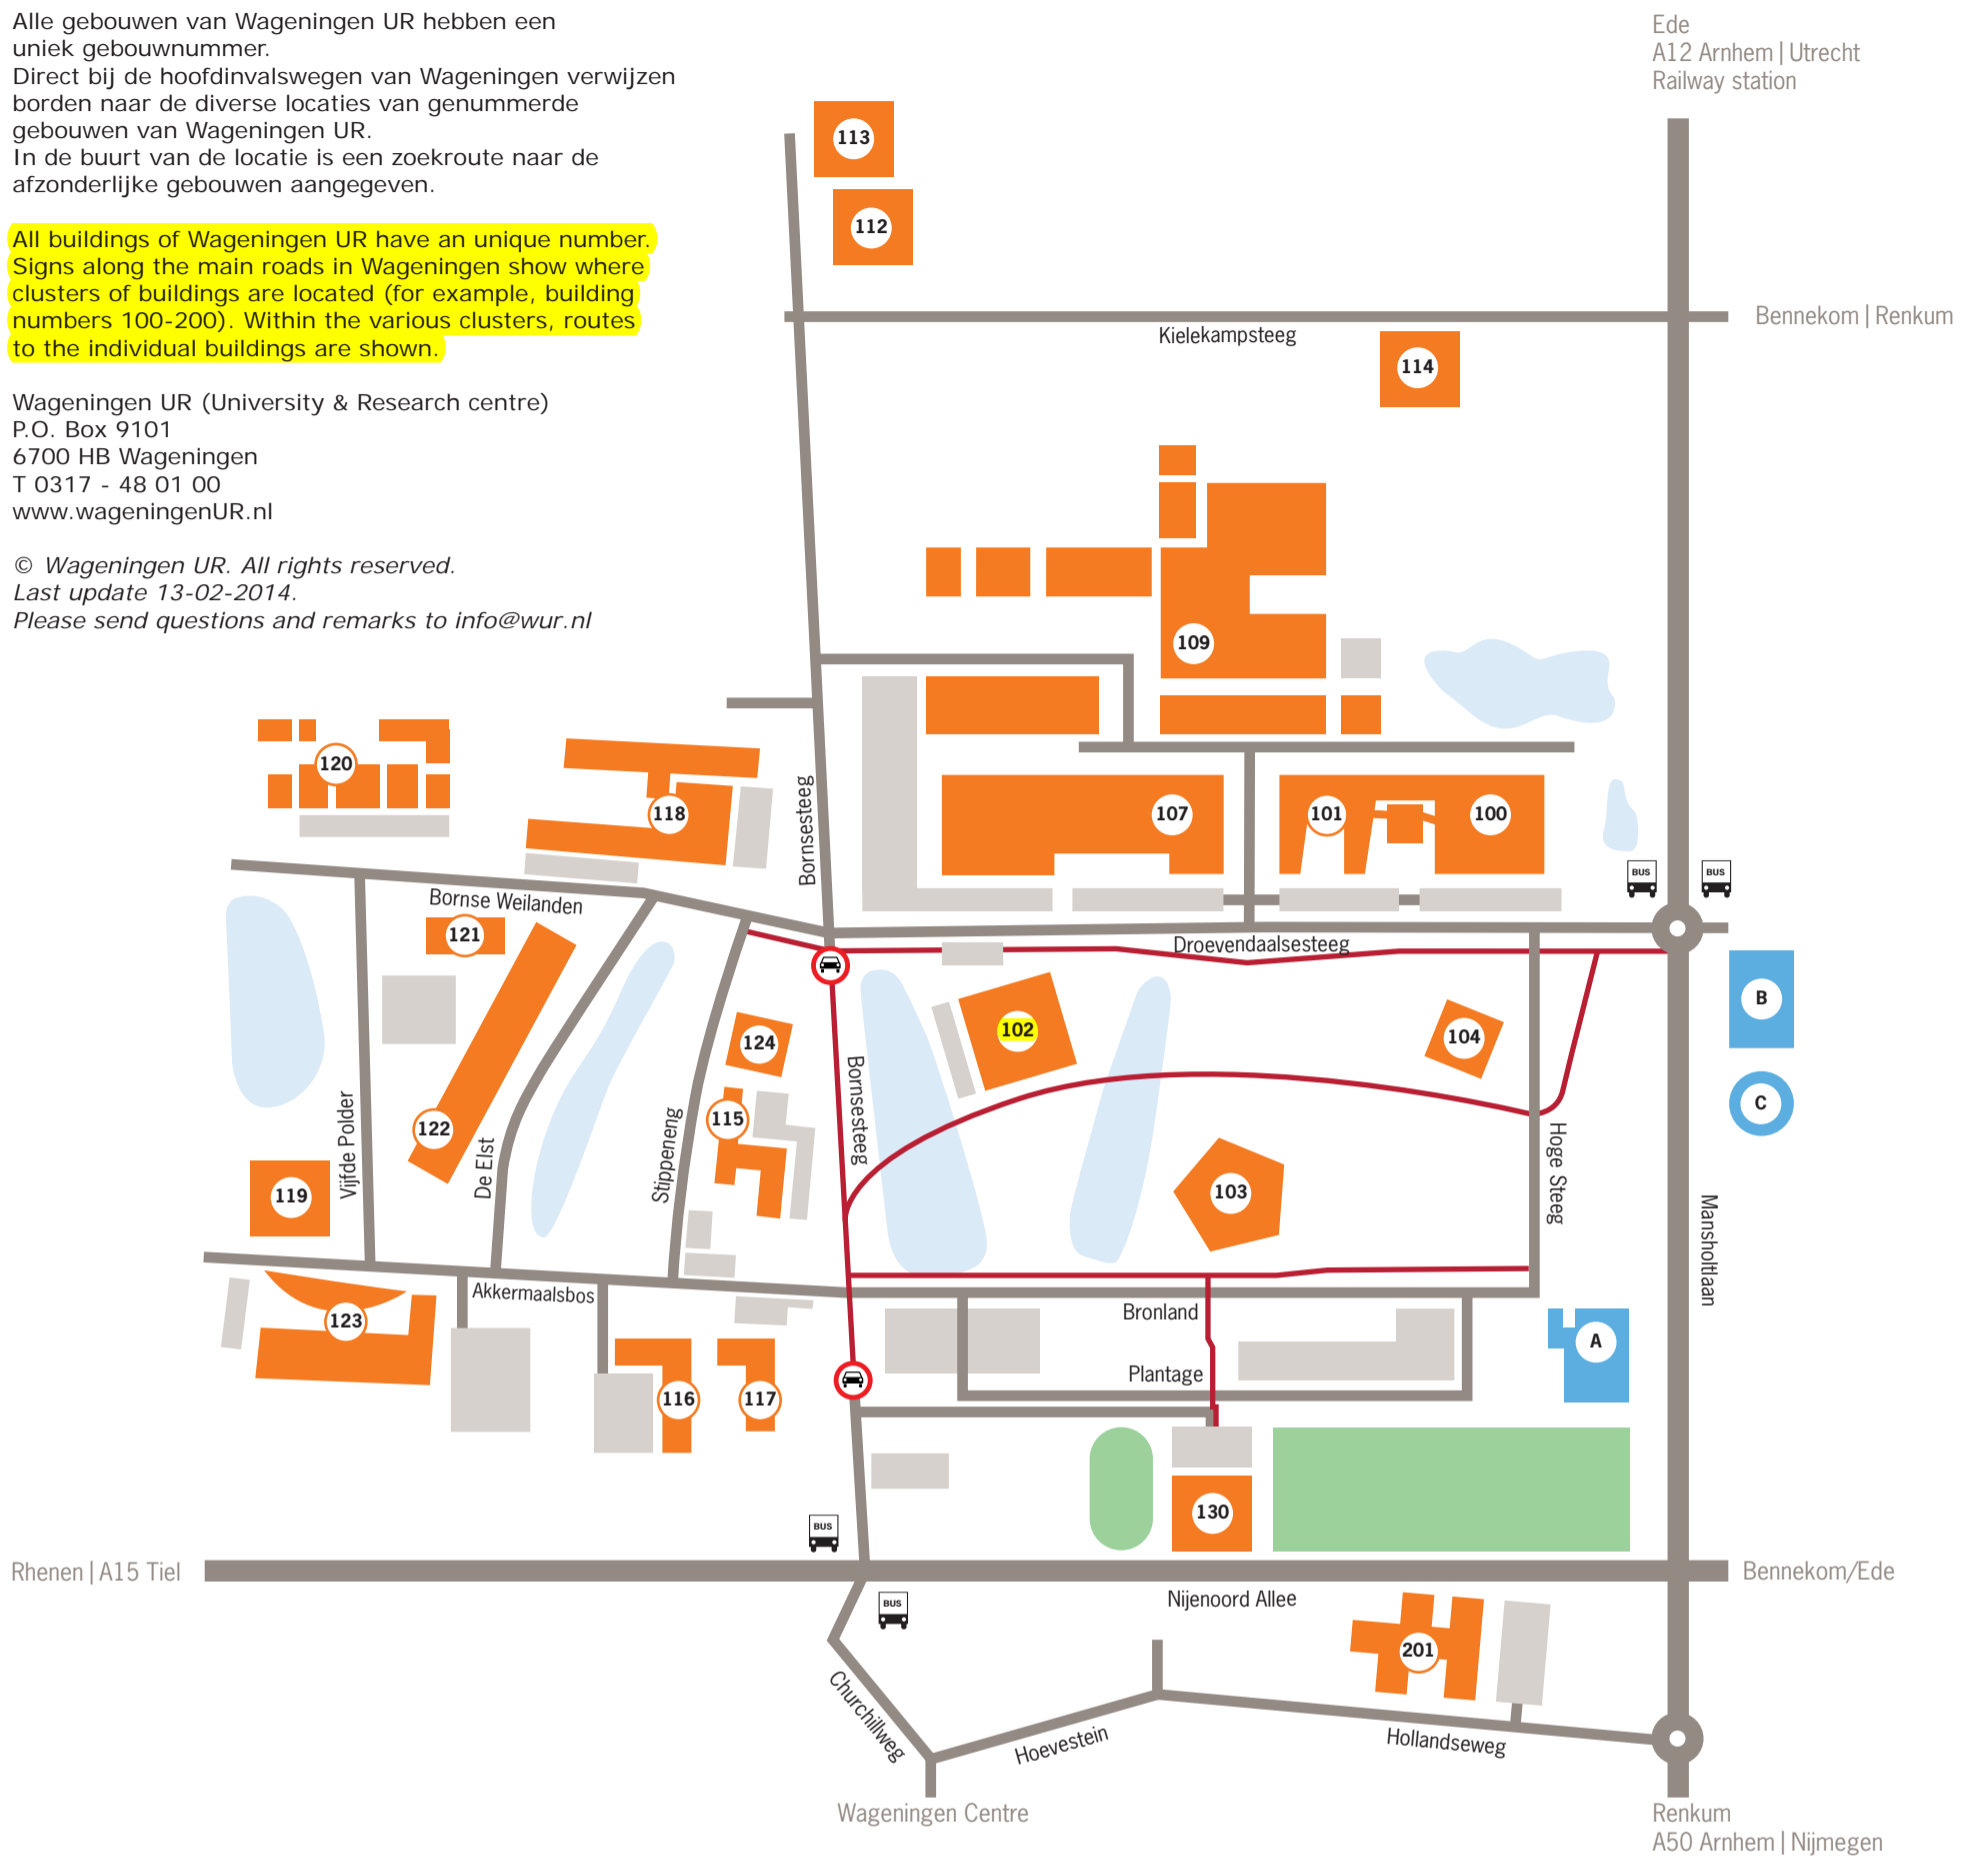 Alle gebouwen van Wageningen UR hebben een
uniek gebouwnummer.
Direct bij de hoofdinvalswegen van Wageningen verwijzen
borden naar de diverse locaties van genummerde
gebouwen van Wageningen UR.
In de buurt van de locatie is een zoekroute naar de
afzonderlijke gebouwen aangegeven.
All buildings of Wageningen UR have an unique number.
Signs along the main roads in Wageningen show where
clusters of buildings are located (for example, building
numbers 100-200). Within the various clusters, routes
to the individual buildings are shown.
Wageningen UR (University & Research centre)
P.O. Box 9101
6700 HB Wageningen
T 0317 - 48 01 00
www.wageningenUR.nl
© Wageningen UR. All rights reserved.
Last update 13-02-2014.
Please send questions and remarks to info@wur.nl
Ede
A12 Arnhem | Utrecht
Railway station
113
112
Bennekom | Renkum
Kielekampsteeg
114
109
120
118
Bornsesteeg
107
101
100
BUS
BUS
Bornse Weilanden
121
Droevendaalsesteeg
B
102
104
124
Bornsesteeg
C
115
122
Vijfde Polder
De Elst
Stippeneng
Hoge Steeg
119
103
Mansholtlaan
Akkermaalsbos
123
Bronland
A
Plantage
116
117
130
BUS
Rhenen | A15 Tiel
Bennekom/Ede
Nijenoord Allee
BUS
201
Churchillweg
Hoevestein
Hollandseweg
Wageningen Centre
Renkum
A50 Arnhem | Nijmegen